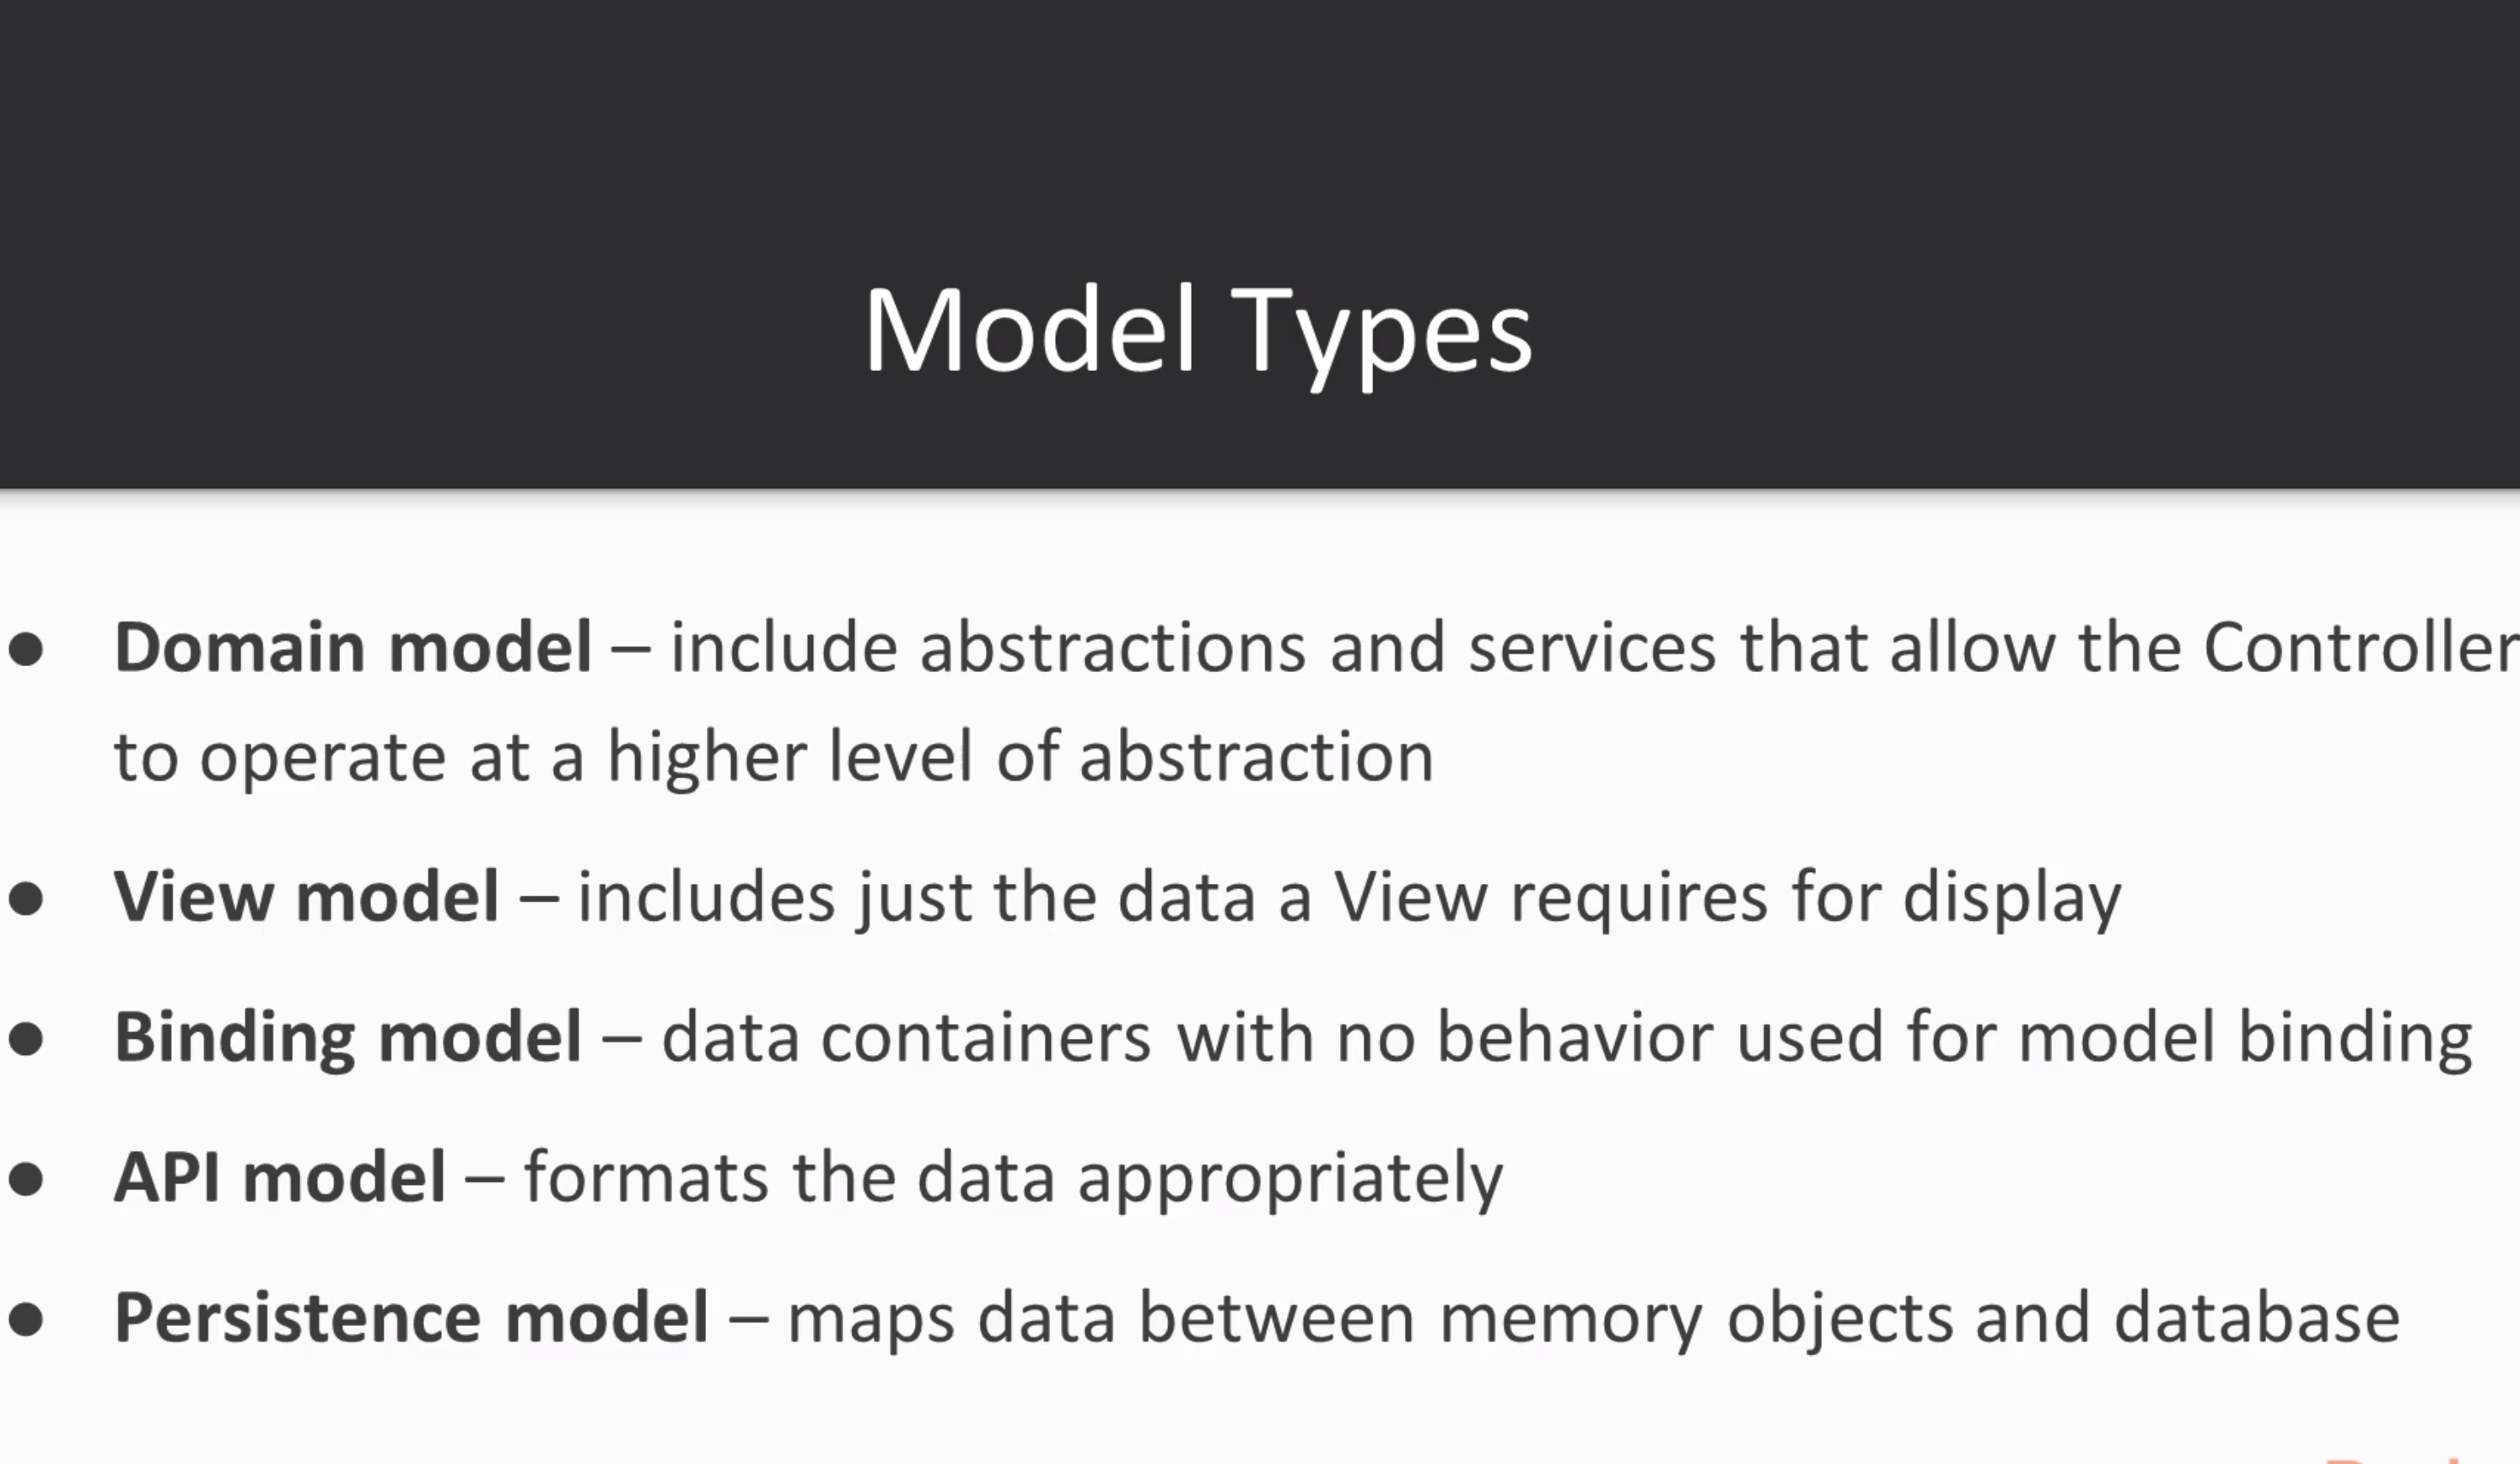 Model Types
● Domain model – include abstractions and services that allow the Controller
to operate at a higher level of abstraction
● View model – includes just the data a View requires for display
● Binding model – data containers with no behavior used for model binding
● API model – formats the data appropriately
● Persistence model – maps data between memory objects and database